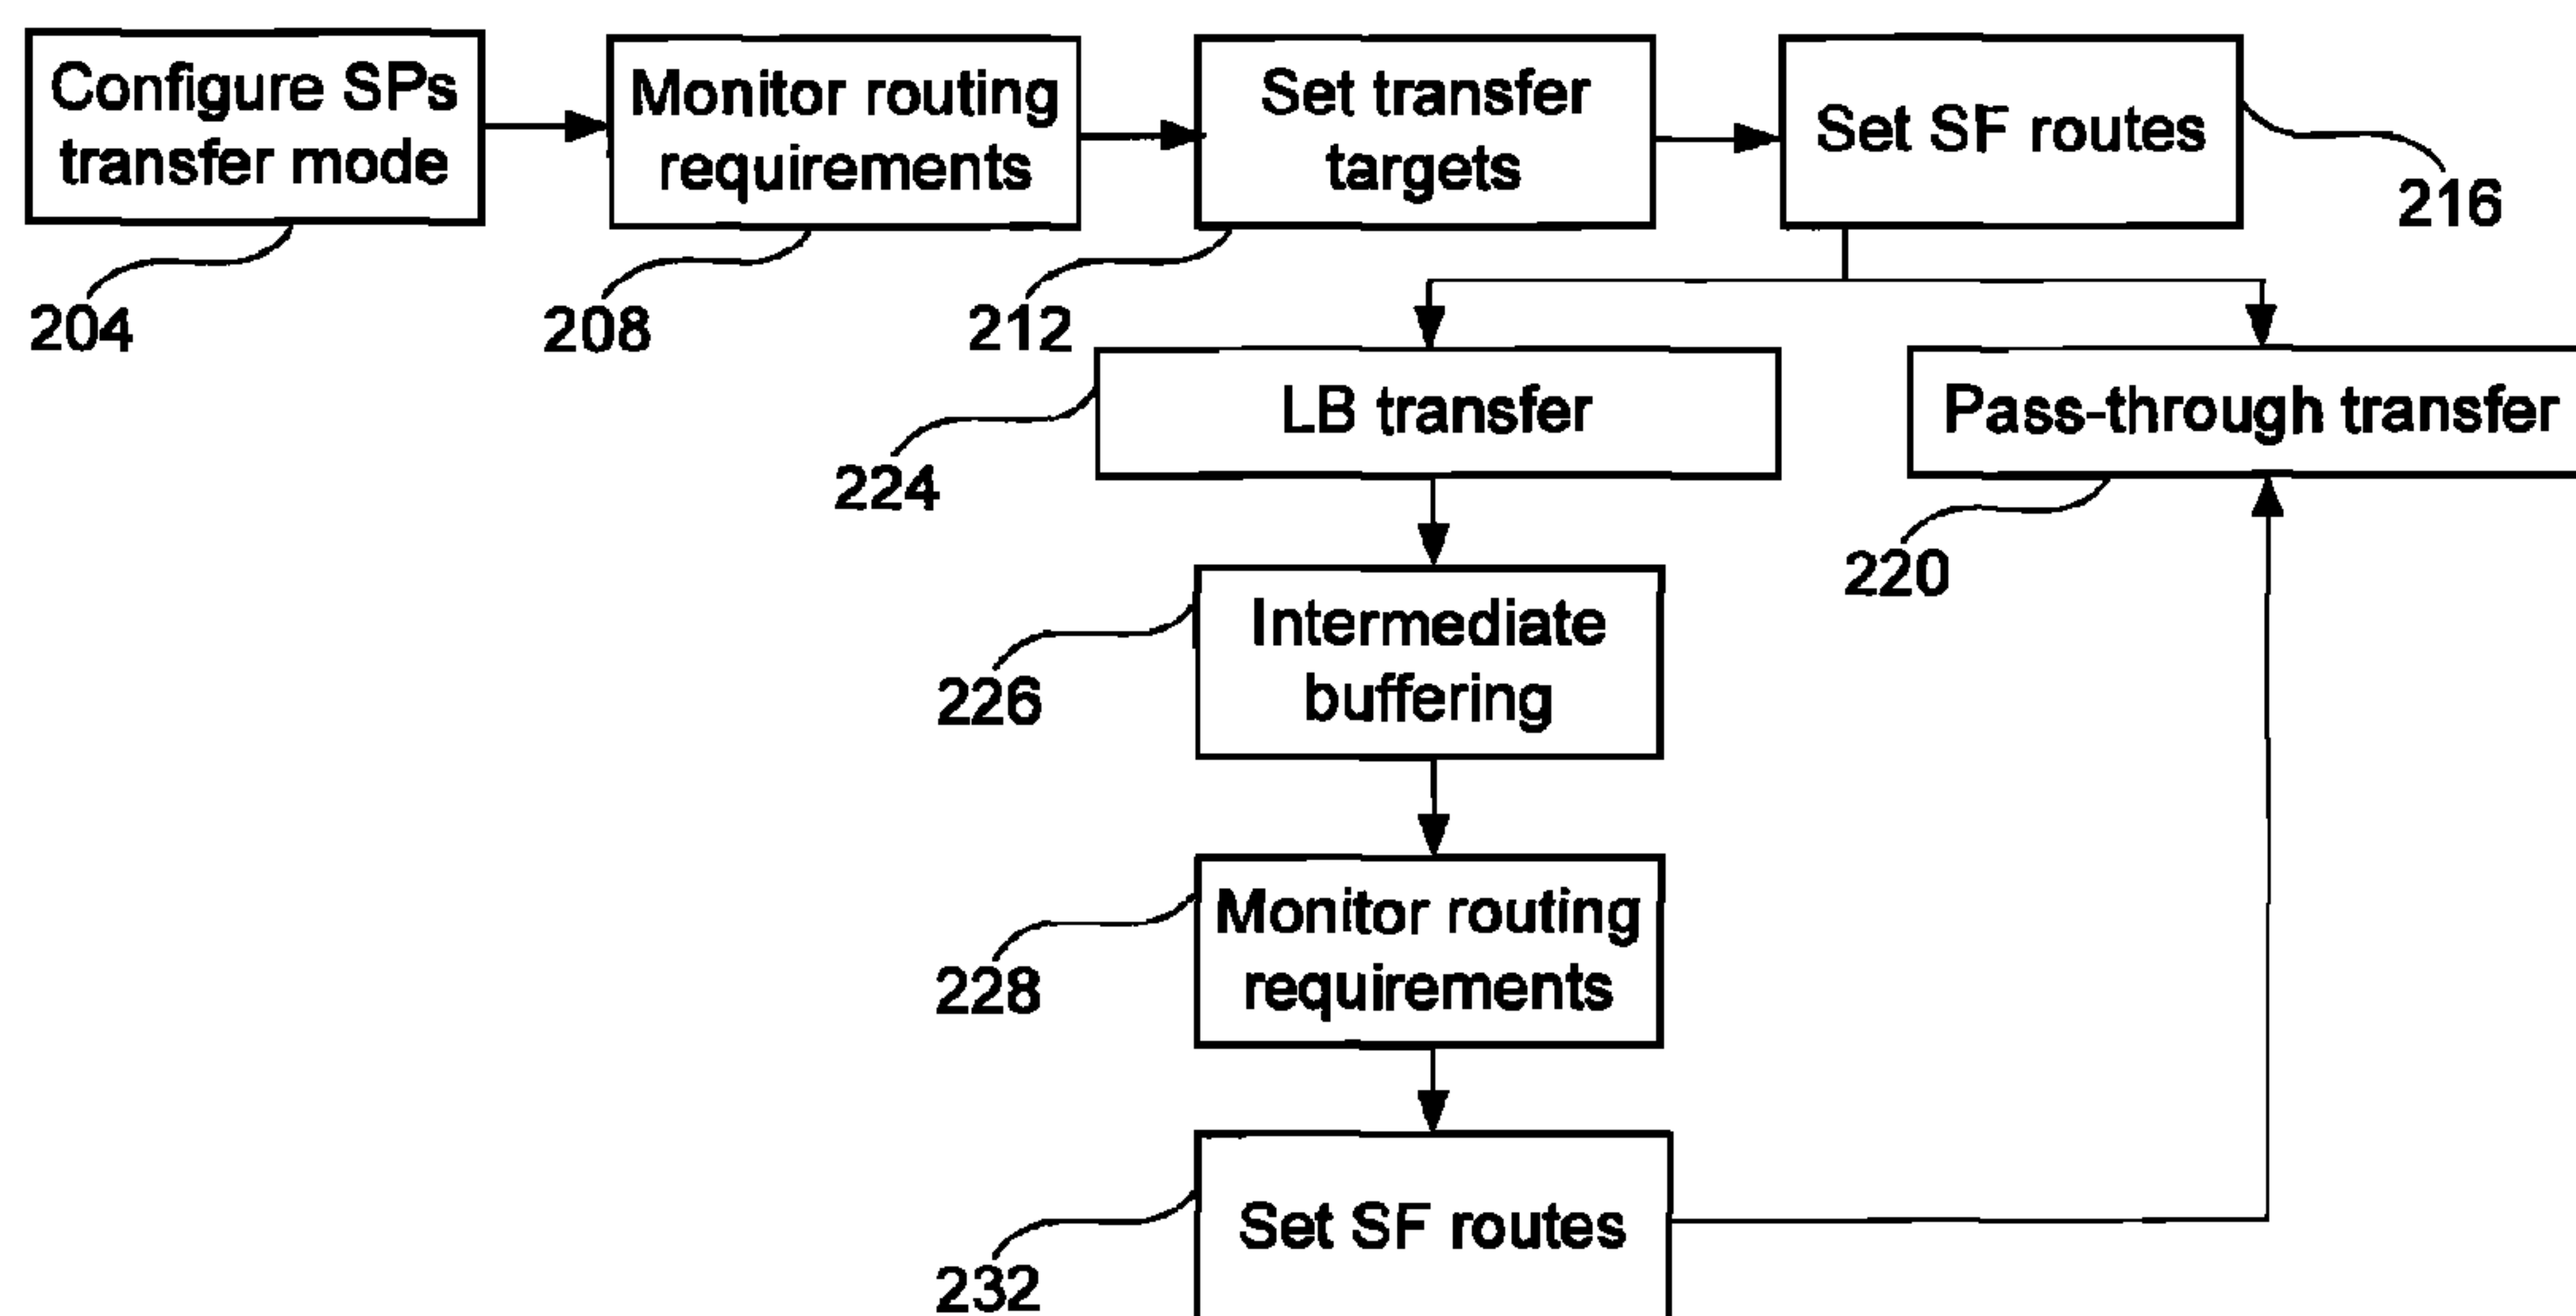 Configure SPs
transfer mode
Monitor routing
requirements
Set transfer
targets
Set SF routes
204
208
212
216
LB transfer
Pass-through transfer
224
220
Intermediate
buffering
226
Monitor routing
requirements
228
Set SF routes
232